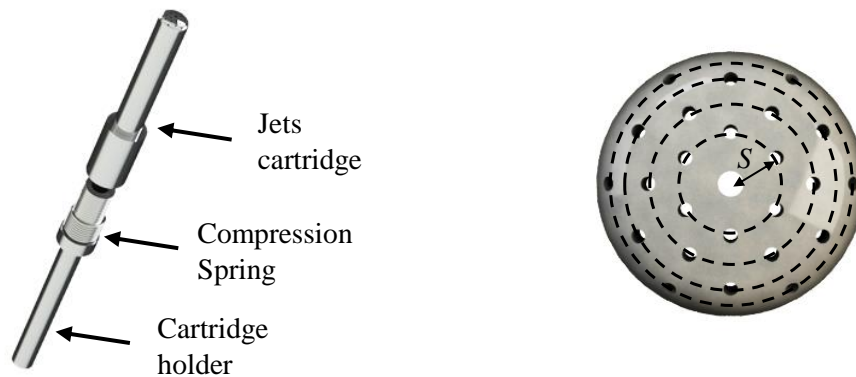 Jets
cartridge
Compression
Spring
Cartridge
holder
S